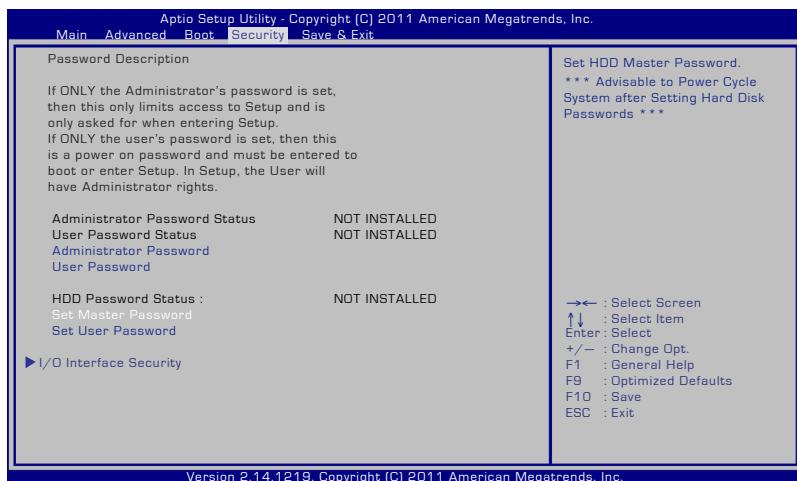 Aptio Setup Utility - Copyright (C) 2011 American Megatrends, Inc.
Main Advanced Boot Security Save & Exit
Password Description
If ONLY the Administrator's password is set,
then this only limits access to Setup and is
only asked for when entering Setup.
If ONLY the user's password is set, then this
is a power on password and must be entered to
boot or enter Setup. In Setup, the User will
have Administrator rights.
Administrator Password Status NOT INSTALLED
User Password Status NOT INSTALLED
Administrator Password
User Password
HDD Password Status : NOT INSTALLED
Set Master Password
Set User Password
▶ I/O Interface Security
Set HDD Master Password.
*** Advisable to Power Cycle
System after Setting Hard Disk
Passwords ***
→← : Select Screen
↑↓ : Select Item
Enter : Select
+/— : Change Opt.
F1 : General Help
F9 : Optimized Defaults
F10 : Save
ESC : Exit
Version 2.14.1219. Copyright (C) 2011 American Megatrends, Inc.